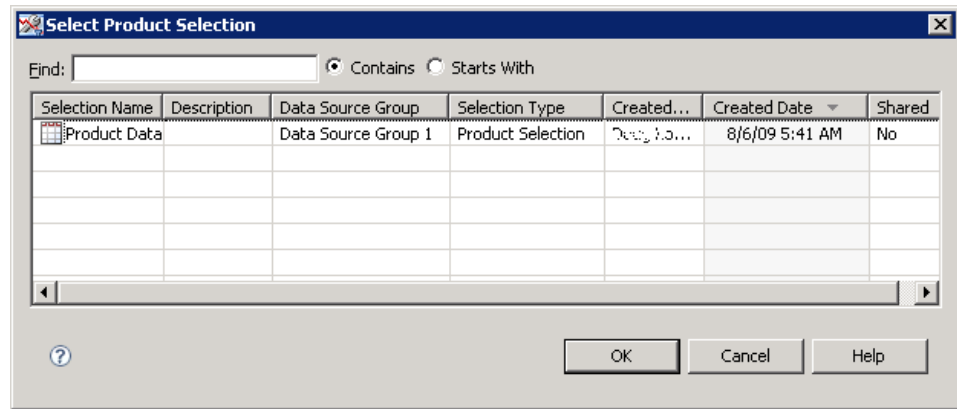 Select Product Selection
Find: Contains Starts With
Selection Name Description Data Source Group Selection Type Created... Created Date Shared
Product Data Data Source Group 1 Product Selection 8/6/09 5:41 AM No
? OK Cancel Help